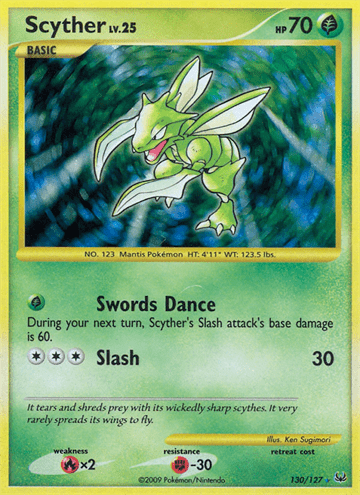 Scyther LV.25 HP 70
BASIC
NO. 123 Mantis Pokémon HT: 4'11" WT: 123.5 lbs.
Swords Dance
During your next turn, Scyther's Slash attack's base damage
is 60.
Slash 30
It tears and shreds prey with its wickedly sharp scythes. It very
rarely spreads its wings to fly.
Illus. Ken Sugimori
weakness resistance retreat cost
×2 -30
©2009 Pokémon/Nintendo 130/127